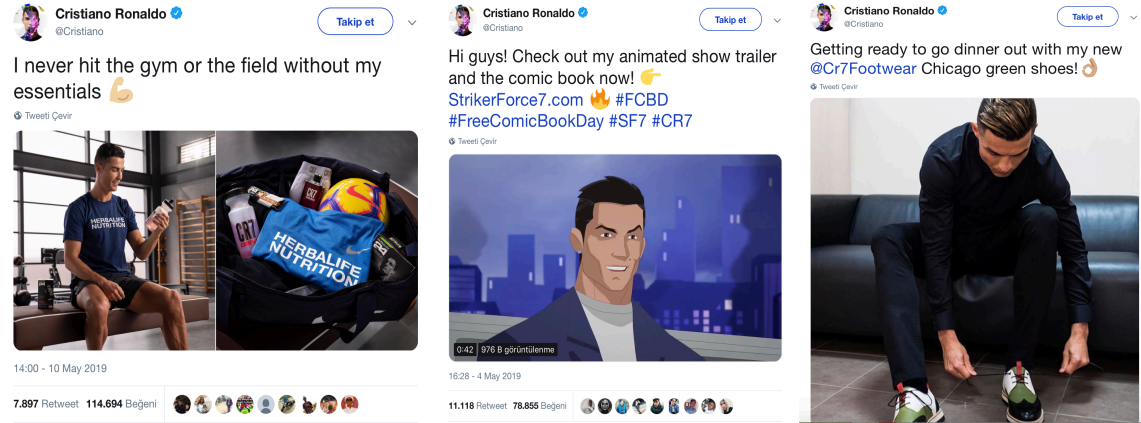 Cristiano Ronaldo
@Cristiano
Takip et
I never hit the gym or the field without my
essentials 💪🏼
Tweeti Çevir
HERBALIFE
NUTRITION
CR7
CR7
HERBALIFE
NUTRITION
14:00 - 10 May 2019
7.897 Retweet 114.694 Beğeni
Cristiano Ronaldo
@Cristiano
Takip et
Hi guys! Check out my animated show trailer
and the comic book now! 👉
StrikerForce7.com 🔥 #FCBD
#FreeComicBookDay #SF7 #CR7
Tweeti Çevir
0:42 976 B görüntülenme
16:28 - 4 May 2019
11.118 Retweet 78.855 Beğeni
Cristiano Ronaldo
@Cristiano
Takip et
Getting ready to go dinner out with my new
@Cr7Footwear Chicago green shoes! 👌🏼
Tweeti Çevir